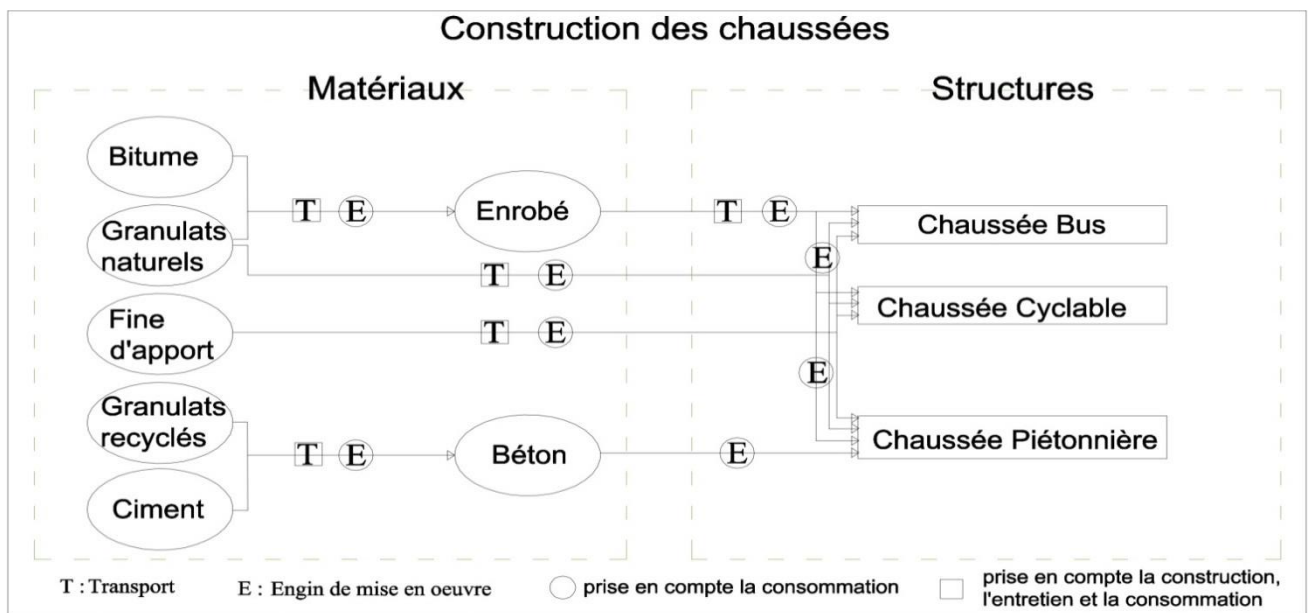 Construction des chaussées
Matériaux
Structures
Bitume
T E
Enrobé
T E
Chaussée Bus
Granulats
naturels
T E
E
Fine
d'apport
T E
Chaussée Cyclable
E
Granulats
recyclés
T E
Béton
E
Chaussée Piétonnière
Ciment
T : Transport
E : Engin de mise en oeuvre
prise en compte la consommation
prise en compte la construction,
l'entretien et la consommation